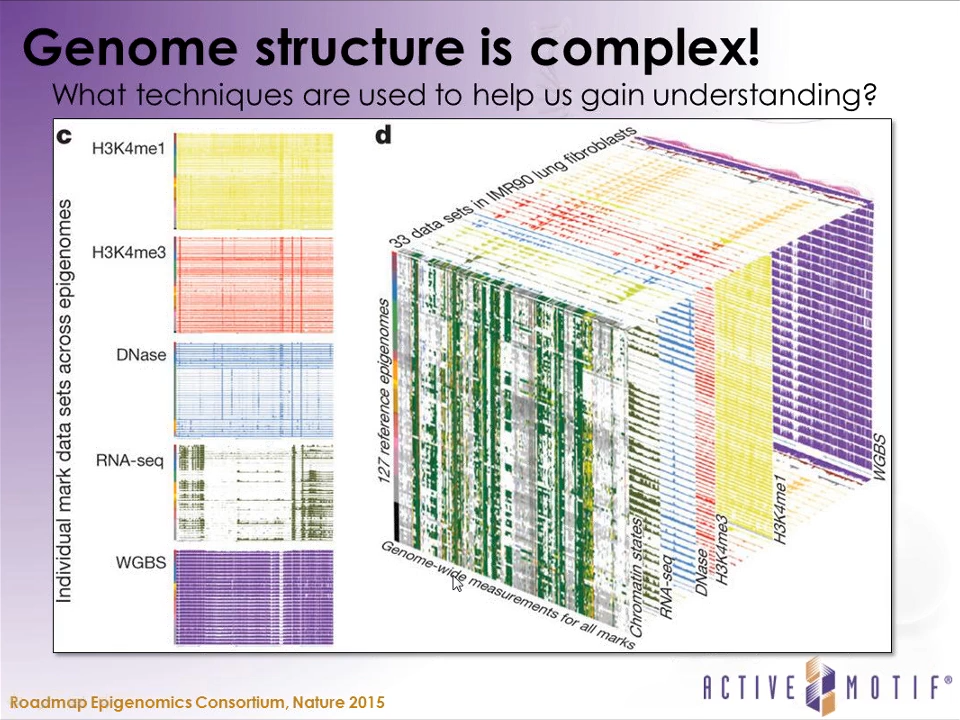 Genome structure is complex!
What techniques are used to help us gain understanding?
c
Individual mark data sets across epigenomes
H3K4me1
H3K4me3
DNase
RNA-seq
WGBS
d
33 data sets in IMR90 lung fibroblasts
127 reference epigenomes
Genome-wide measurements for all marks
Chromatin states
RNA-seq
DNase
H3K4me3
H3K4me1
WGBS
Roadmap Epigenomics Consortium, Nature 2015
ACTIVE MOTIF®